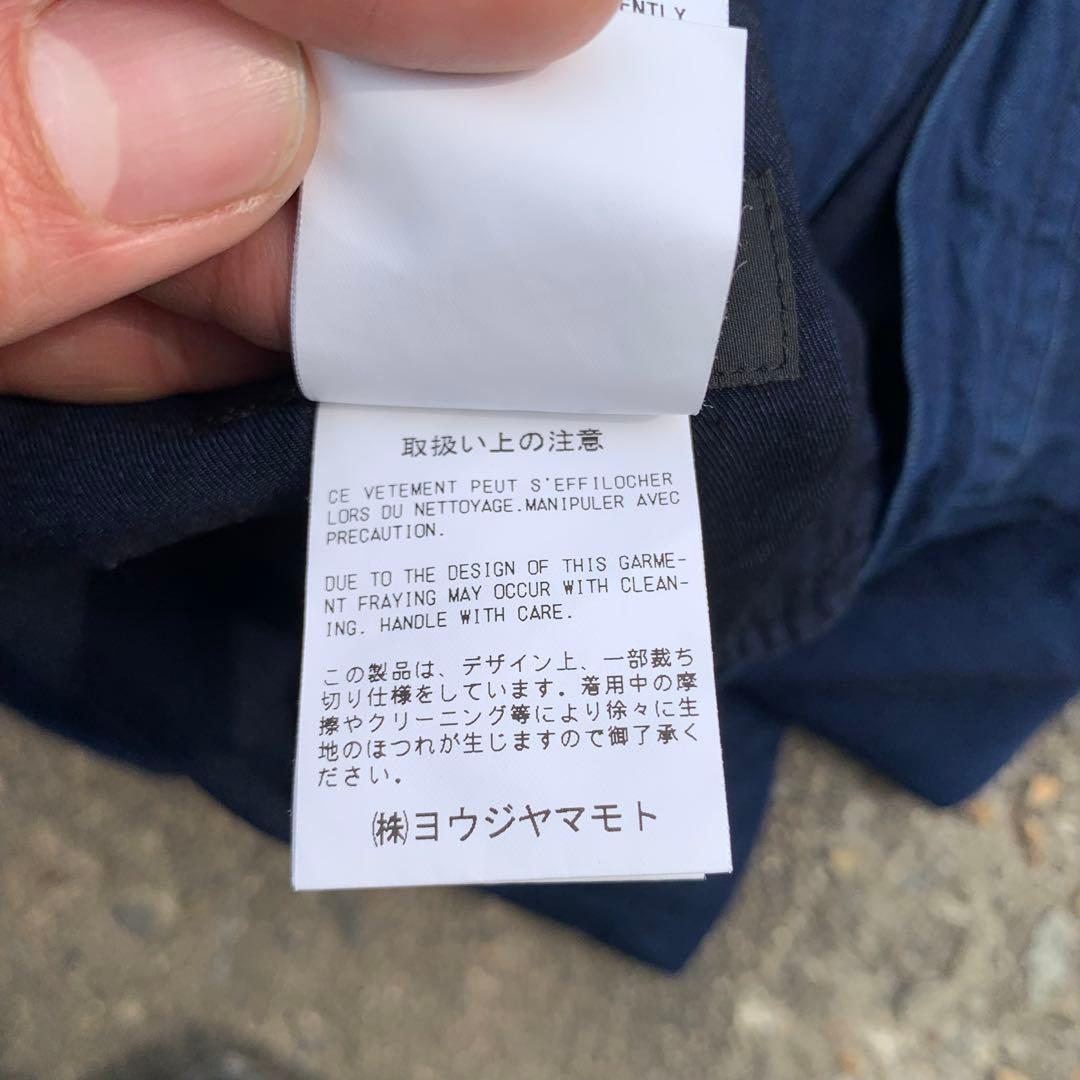 ENTLY
取扱い上の注意
CE VETEMENT PEUT S'EFFILOCHER
LORS DU NETTOYAGE.MANIPULER AVEC
PRECAUTION.
DUE TO THE DESIGN OF THIS GARME-
NT FRAYING MAY OCCUR WITH CLEAN-
ING. HANDLE WITH CARE.
この製品は、デザイン上、一部裁ち
切り仕様をしています。着用中の摩
擦やクリーニング等により徐々に生
地のほつれが生じますので御了承く
ださい。
㈱ヨウジヤマモト